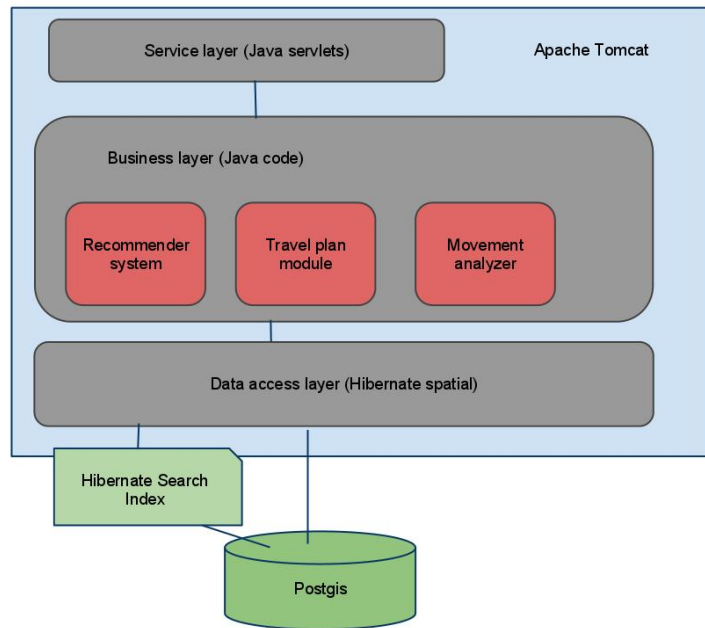 Service layer (Java servlets)
Apache Tomcat
Business layer (Java code)
Recommender
system
Travel plan
module
Movement
analyzer
Data access layer (Hibernate spatial)
Hibernate Search
Index
Postgis